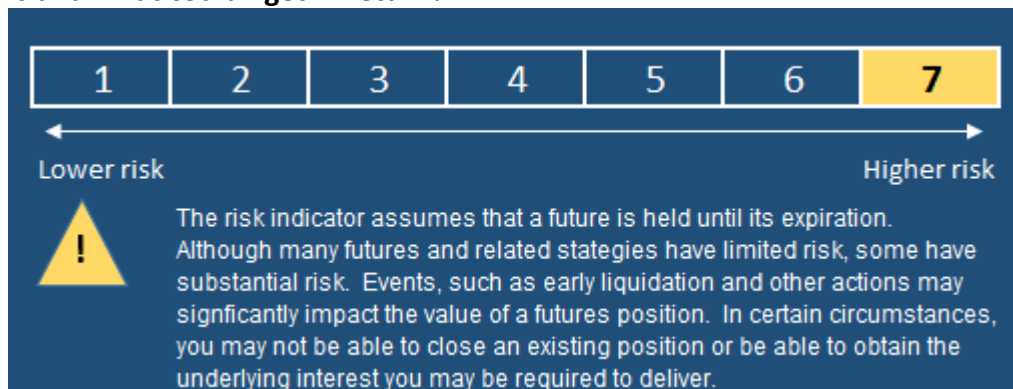 1 2 3 4 5 6 7
Lower risk Higher risk
!
The risk indicator assumes that a future is held until its expiration.
Although many futures and related stategies have limited risk, some have
substantial risk. Events, such as early liquidation and other actions may
signficantly impact the value of a futures position. In certain circumstances,
you may not be able to close an existing position or be able to obtain the
underlying interest you may be required to deliver.